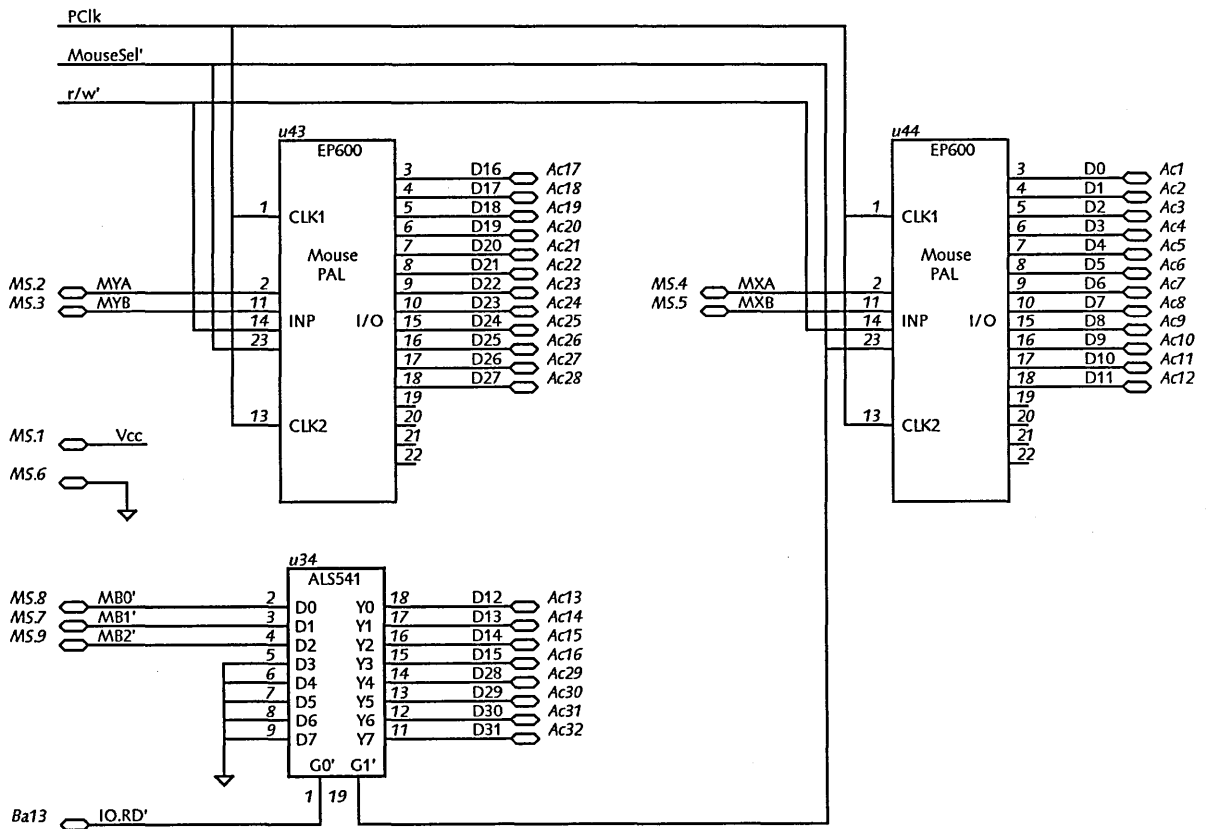 PClk
MouseSel'
r/w'
u43
EP600
CLK1
Mouse
PAL
INP I/O
CLK2
1
2
11
14
23
13
MS.2 MYA
MS.3 MYB
MS.1 Vcc
MS.6
3 D16 Ac17
4 D17 Ac18
5 D18 Ac19
6 D19 Ac20
7 D20 Ac21
8 D21 Ac22
9 D22 Ac23
10 D23 Ac24
15 D24 Ac25
16 D25 Ac26
17 D26 Ac27
18 D27 Ac28
19
20
21
22
u44
EP600
CLK1
Mouse
PAL
INP I/O
CLK2
1
2
11
14
23
13
MS.4 MXA
MS.5 MXB
3 D0 Ac1
4 D1 Ac2
5 D2 Ac3
6 D3 Ac4
7 D4 Ac5
8 D5 Ac6
9 D6 Ac7
10 D7 Ac8
15 D8 Ac9
16 D9 Ac10
17 D10 Ac11
18 D11 Ac12
19
20
21
22
u34
ALS541
MS.8 MB0' 2 D0 Y0 18 D12 Ac13
MS.7 MB1' 3 D1 Y1 17 D13 Ac14
MS.9 MB2' 4 D2 Y2 16 D14 Ac15
5 D3 Y3 15 D15 Ac16
6 D4 Y4 14 D28 Ac29
7 D5 Y5 13 D29 Ac30
8 D6 Y6 12 D30 Ac31
9 D7 Y7 11 D31 Ac32
G0' G1'
1 19
Ba13 IO.RD'